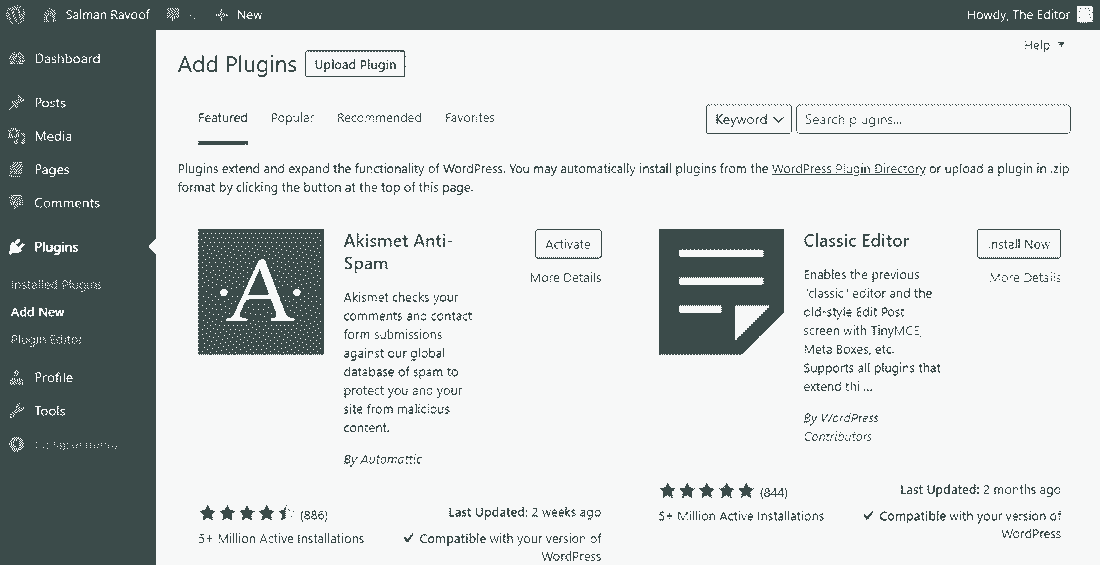 Salman Ravoof
New
Howdy, The Editor
Dashboard
Posts
Media
Pages
Comments
Plugins
Installed Plugins
Add New
Plugin Editor
Profile
Tools
Help
Add Plugins
Upload Plugin
Featured
Popular
Recommended
Favorites
Keyword
Search plugins...
Plugins extend and expand the functionality of WordPress. You may automatically install plugins from the WordPress Plugin Directory or upload a plugin in .zip
format by clicking the button at the top of this page.
A
Akismet Anti-
Spam
Activate
More Details
Akismet checks your
comments and contact
form submissions
against our global
database of spam to
protect you and your
site from malicious
content.
By Automattic
(886)
5+ Million Active Installations
Last Updated: 2 weeks ago
Compatible with your version of
WordPress
Classic Editor
Install Now
More Details
Enables the previous
"classic" editor and the
old-style Edit Post
screen with TinyMCE,
Meta Boxes, etc.
Supports all plugins that
extend thi ...
By WordPress
Contributors
(844)
5+ Million Active Installations
Last Updated: 2 months ago
Compatible with your version of
WordPress